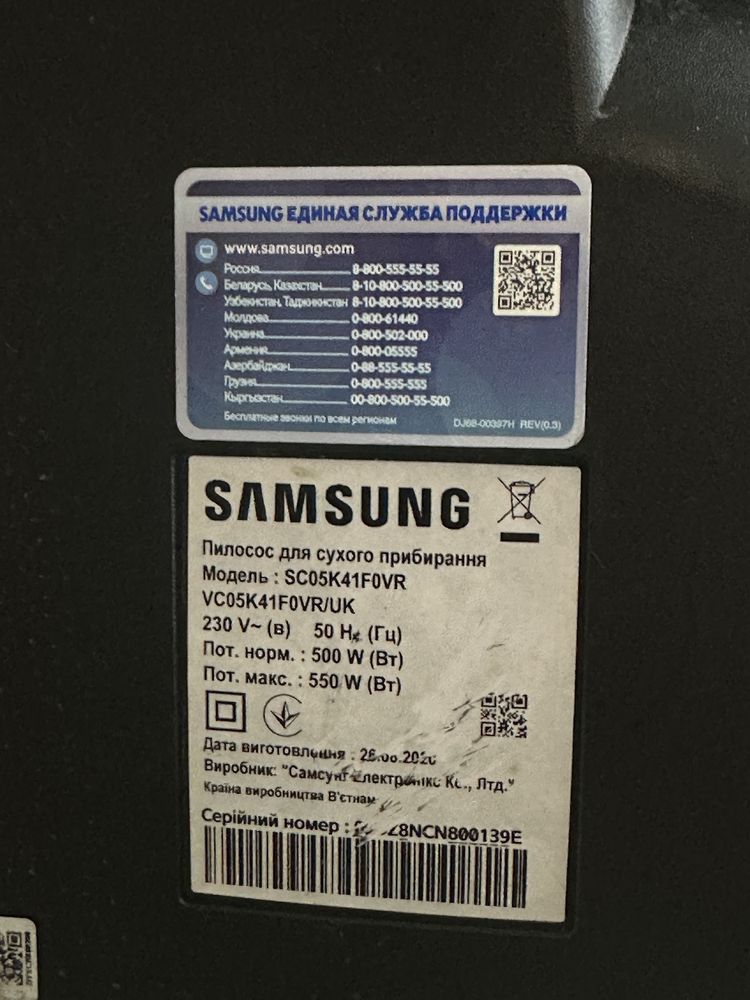 SAMSUNG ЕДИНАЯ СЛУЖБА ПОДДЕРЖКИ
www.samsung.com
Россия 8-800-555-55-55
Беларусь, Казахстан 8-10-800-500-55-500
Узбекистан, Таджикистан 8-10-800-500-55-500
Молдова 0-800-61440
Украина 0-800-502-000
Армения 0-800-05555
Азербайджан 0-88-555-55-55
Грузия 0-800-555-555
Кыргызстан 00-800-500-55-500
Бесплатные звонки по всем регионам
DJ68-00397H REV(0.3)
SAMSUNG
Пилосос для сухого прибирання
Модель : SC05K41F0VR
VC05K41F0VR/UK
230 V~ (в) 50 Hz (Гц)
Пот. норм. : 500 W (Вт)
Пот. макс. : 550 W (Вт)
Дата виготовлення :
Виробник: "Самсунг Електронікс Ко., Лтд."
Країна виробництва В'єтнам
Серійний номер :